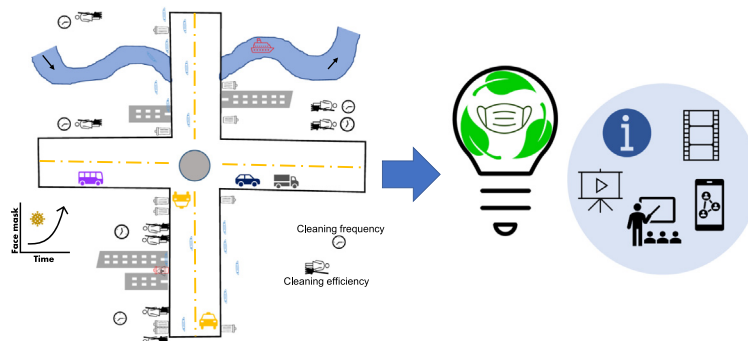 Face mask
Time
Cleaning frequency
Cleaning efficiency
i